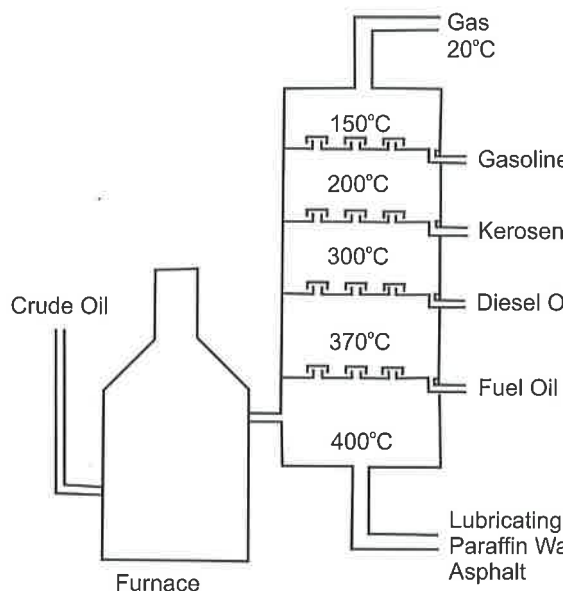 Gas
20°C
150°C
Gasoline
200°C
Kerosen
300°C
Diesel O
Crude Oil
370°C
Fuel Oil
400°C
Lubricating
Paraffin Wa
Asphalt
Furnace